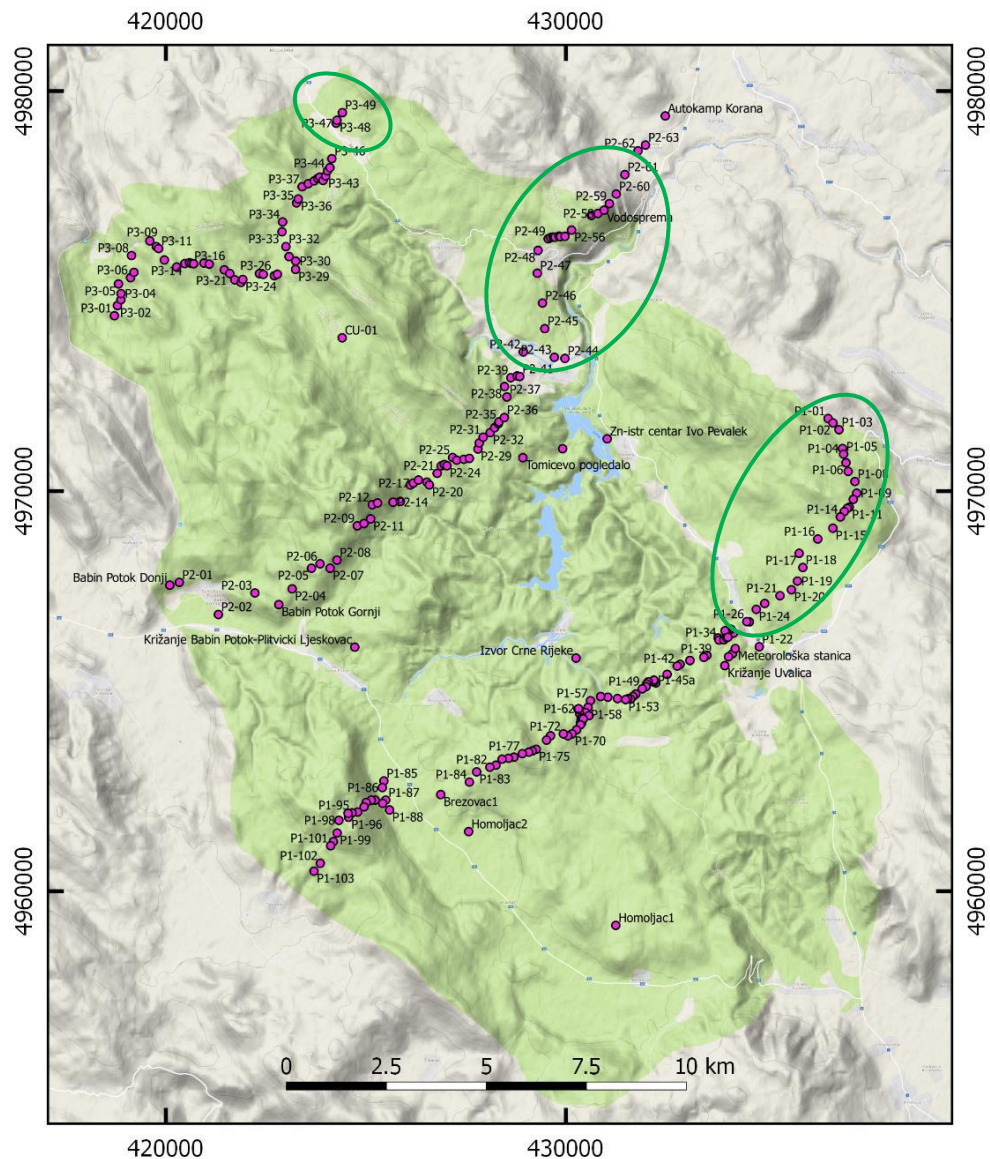 420000
430000
4980000
4980000
P3-49
P3-47
P3-48
Autokamp Korana
P2-63
P2-62
P3-46
P3-44
P2-61
P3-37
P3-43
P2-60
P3-35
P3-36
P2-59
P2-58
Vodosprema
P3-34
P3-09
P3-33
P3-32
P2-49
P2-56
P3-08
P3-11
P2-48
P3-06
P3-14
P3-16
P3-30
P2-47
P3-26
P3-29
P3-05
P3-04
P3-21
P3-24
P2-46
P3-01
P3-02
P2-45
CU-01
P2-42
P2-43
P2-44
P2-39
P2-41
P2-38
P2-37
P2-35
P2-36
P1-01
P1-03
P1-02
P2-31
P2-32
Zn-istr centar Ivo Pevalek
P1-04
P1-05
P2-25
P2-29
P2-21
P2-24
Tomicevo pogledalo
P1-06
P1-08
4970000
4970000
P2-17
P2-20
P1-09
P2-12
P2-14
P1-14
P1-11
P2-09
P2-11
P1-15
P1-16
P2-06
P2-08
P1-17
P1-18
Babin Potok Donji
P2-01
P2-05
P2-07
P1-19
P2-03
P2-04
P1-21
P1-20
P2-02
Babin Potok Gornji
P1-26
P1-24
Križanje Babin Potok-Plitvicki Ljeskovac
P1-34
P1-22
Izvor Crne Rijeke
P1-39
Meteorološka stanica
P1-42
Križanje Uvalica
P1-49
P1-45a
P1-57
P1-53
P1-62
P1-58
P1-72
P1-70
P1-77
P1-75
P1-82
P1-84
P1-83
P1-85
P1-86
P1-87
Brezovac1
P1-95
P1-88
P1-98
P1-96
Homoljac2
P1-101
P1-99
P1-102
P1-103
4960000
4960000
Homoljac1
0 2.5 5 7.5 10 km
420000
430000